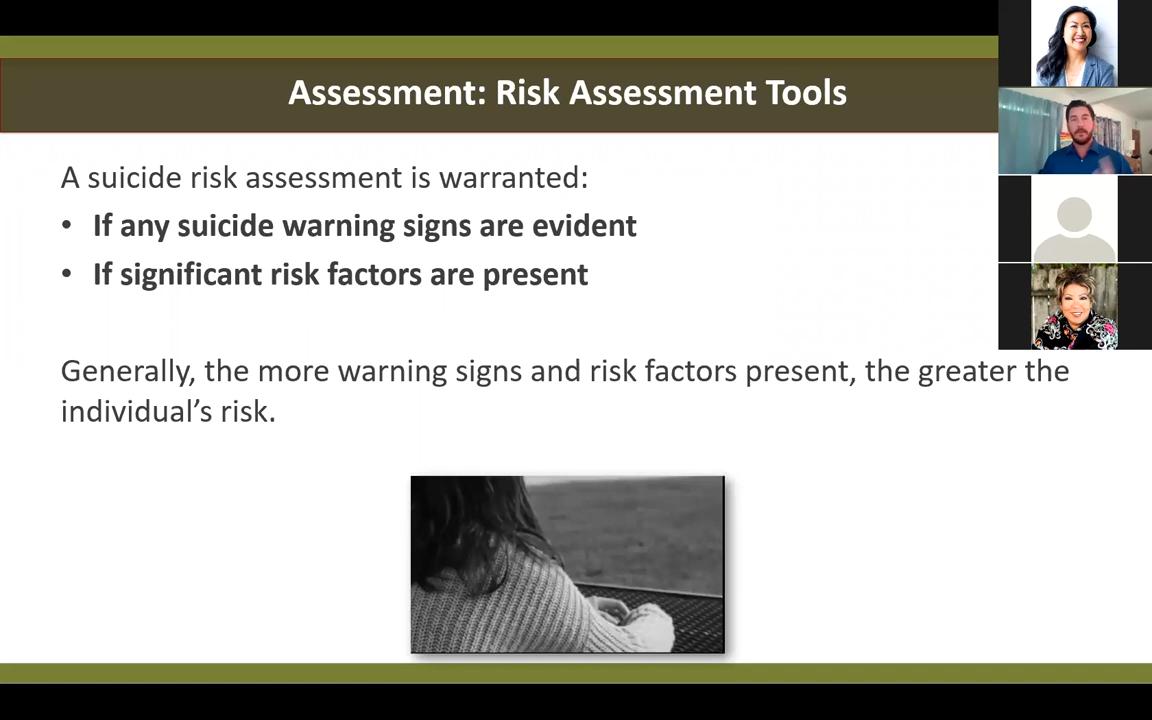 Assessment: Risk Assessment Tools
A suicide risk assessment is warranted:
• If any suicide warning signs are evident
• If significant risk factors are present
Generally, the more warning signs and risk factors present, the greater the
individual’s risk.